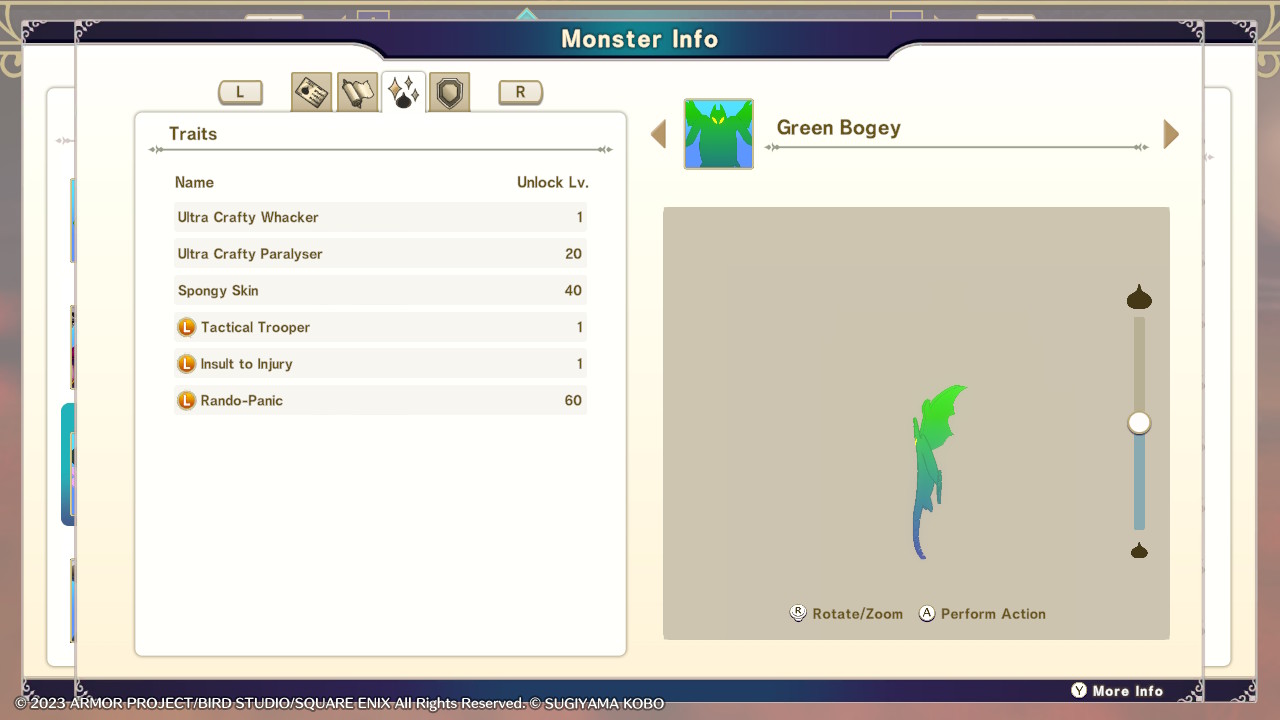 Monster Info
L
R
Traits
Name Unlock Lv.
Ultra Crafty Whacker 1
Ultra Crafty Paralyser 20
Spongy Skin 40
L Tactical Trooper 1
L Insult to Injury 1
L Rando-Panic 60
Green Bogey
R Rotate/Zoom A Perform Action
Y More Info
© 2023 ARMOR PROJECT/BIRD STUDIO/SQUARE ENIX All Rights Reserved. © SUGIYAMA KOBO